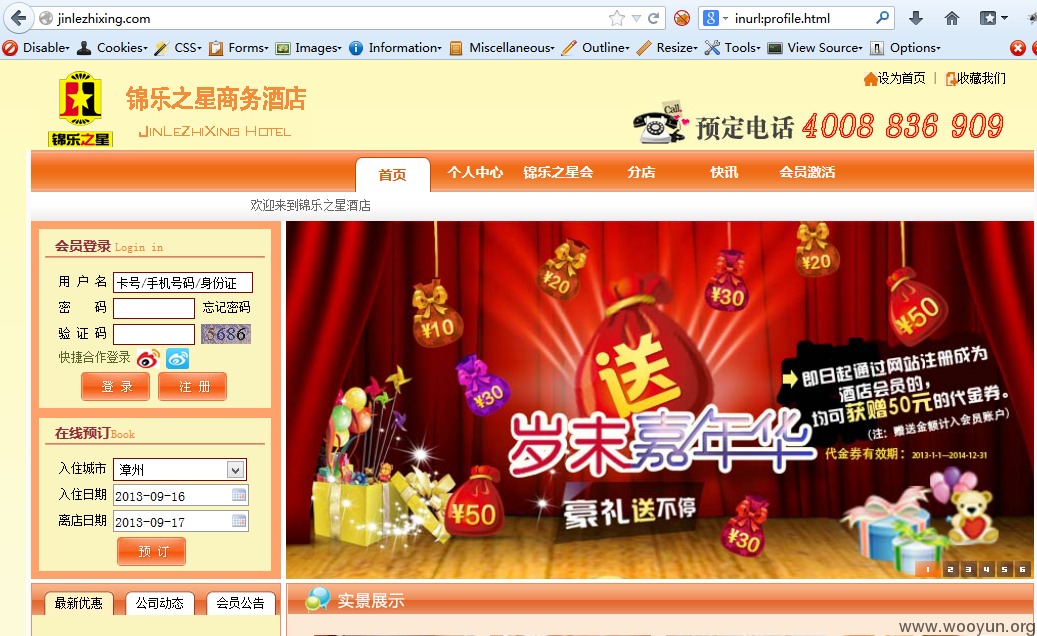 jinlezhixing.com
inurl:profile.html
Disable Cookies CSS Forms Images Information Miscellaneous Outline Resize Tools View Source Options
设为首页 | 收藏我们
锦乐之星
锦乐之星商务酒店
JINLEZHIXING HOTEL
Call
预定电话 4008 836 909
首页 个人中心 锦乐之星会 分店 快讯 会员激活
欢迎来到锦乐之星酒店
会员登录 Login in
用户名 卡号/手机号码/身份证
密 码 忘记密码
验证码 5686
快捷合作登录
登录 注册
在线预订Book
入住城市 漳州
入住日期 2013-09-16
离店日期 2013-09-17
预订
¥10
¥20
¥30
¥20
¥50
¥30
送
即日起通过网站注册成为
酒店会员的,
均可获赠50元的代金券。
(注：赠送金额计入会员账户)
代金券有效期：2013-1-1—2014-12-31
岁末嘉年华
豪礼送不停
¥50
¥30
1 2 3 4 5 6
最新优惠 公司动态 会员公告
实景展示
www.wooyun.org